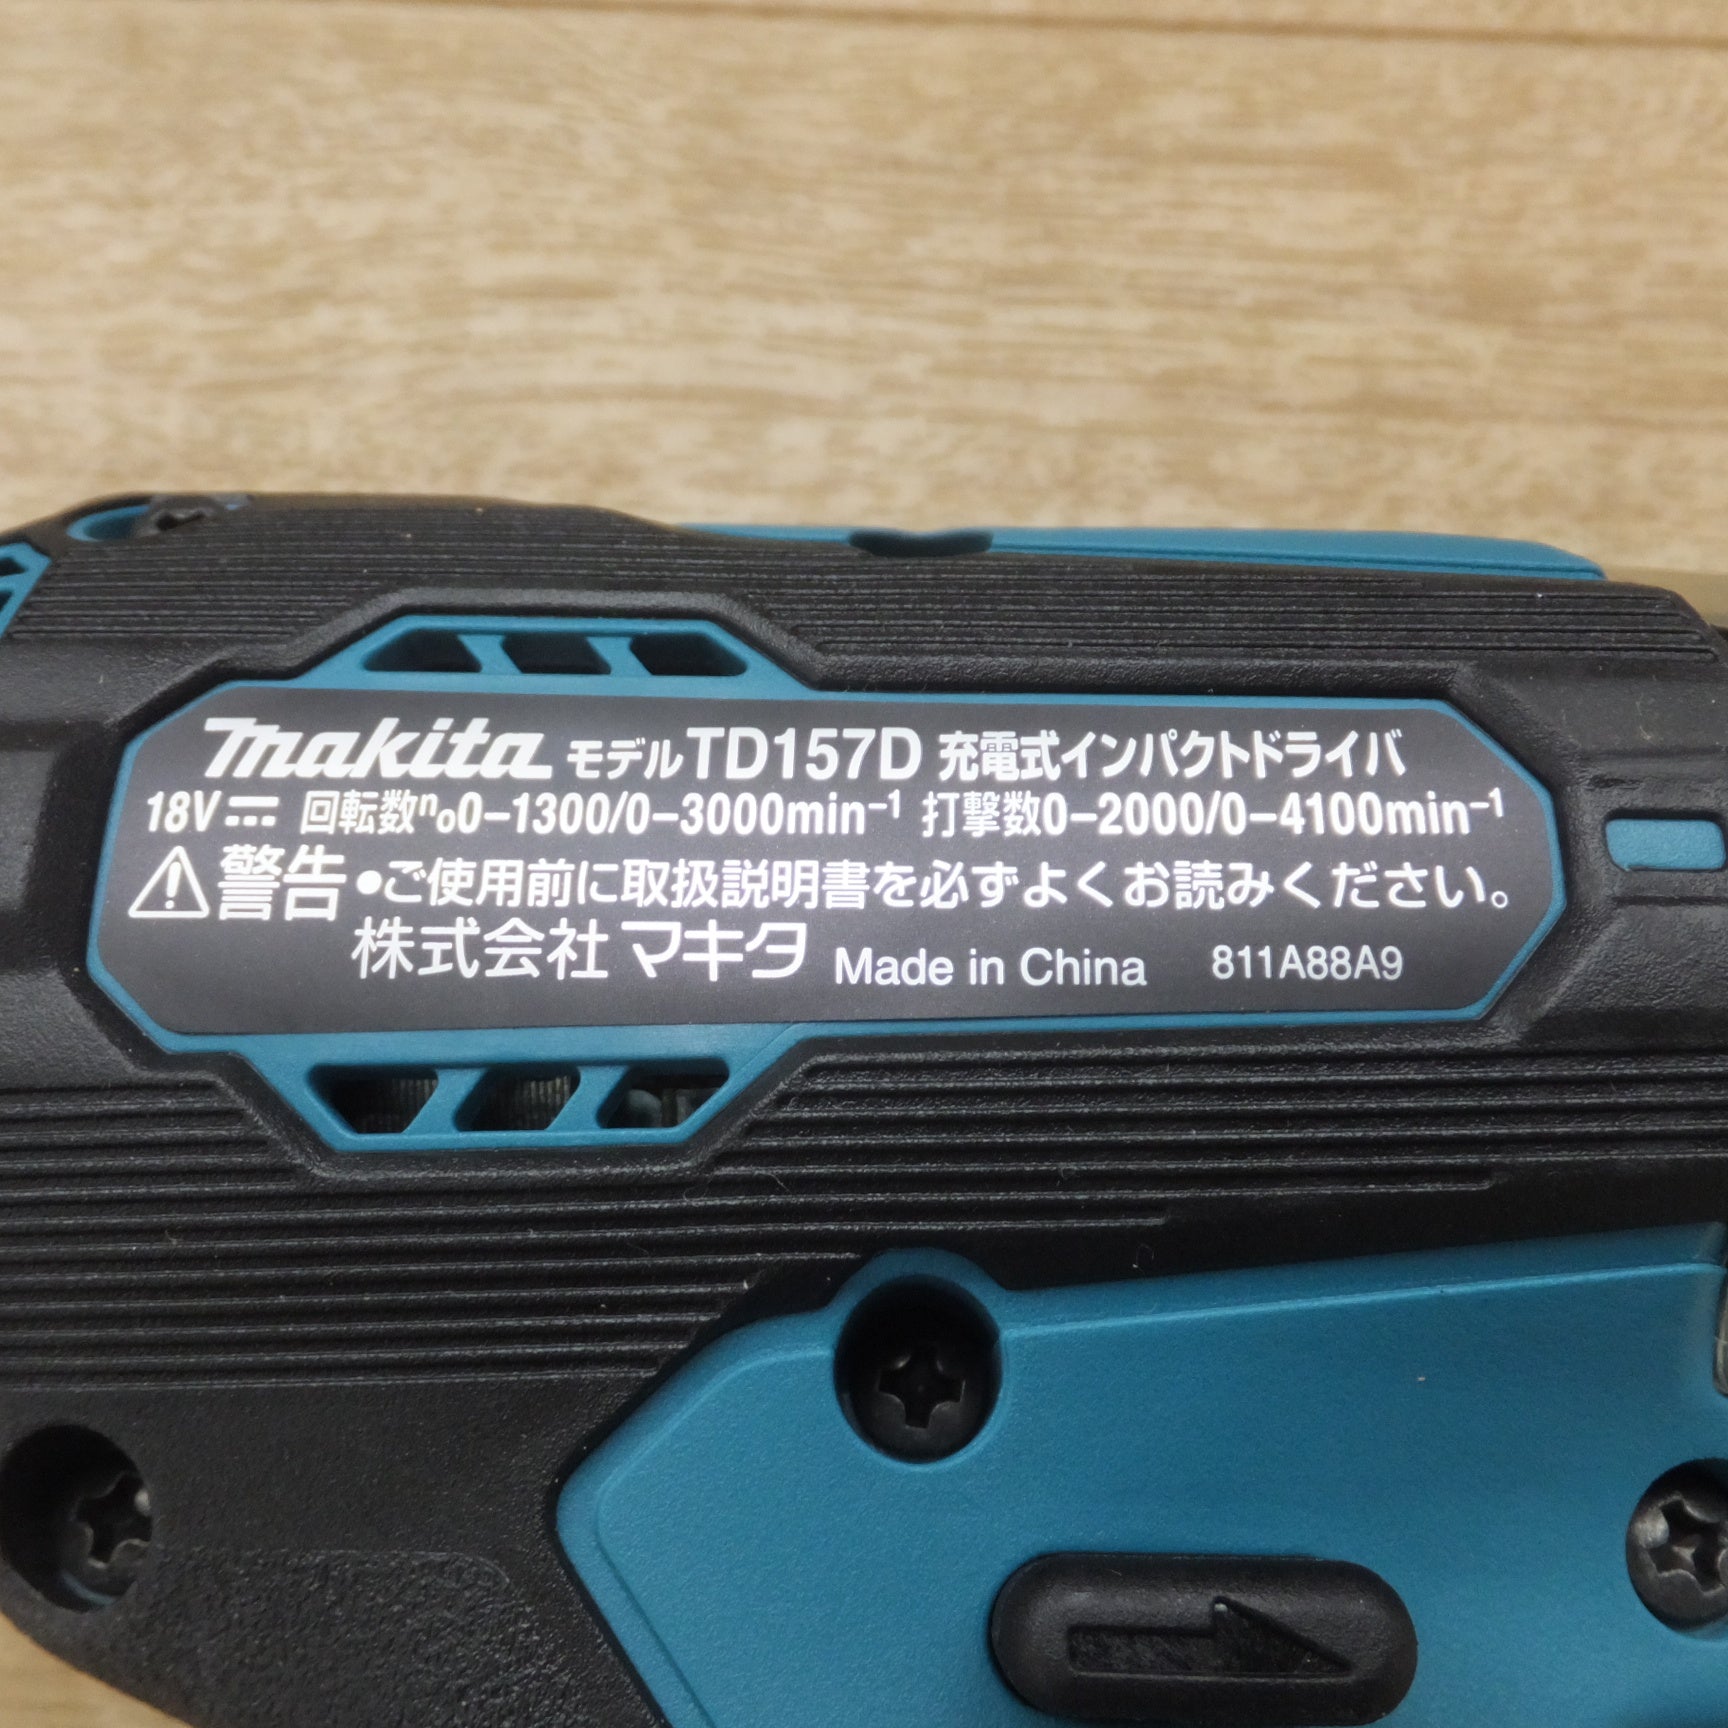 makita モデルTD157D 充電式インパクトドライバ
18V⎓ 回転数n₀0-1300/0-3000min⁻¹ 打撃数0-2000/0-4100min⁻¹
⚠警告 ●ご使用前に取扱説明書を必ずよくお読みください。
株式会社マキタ Made in China 811A88A9